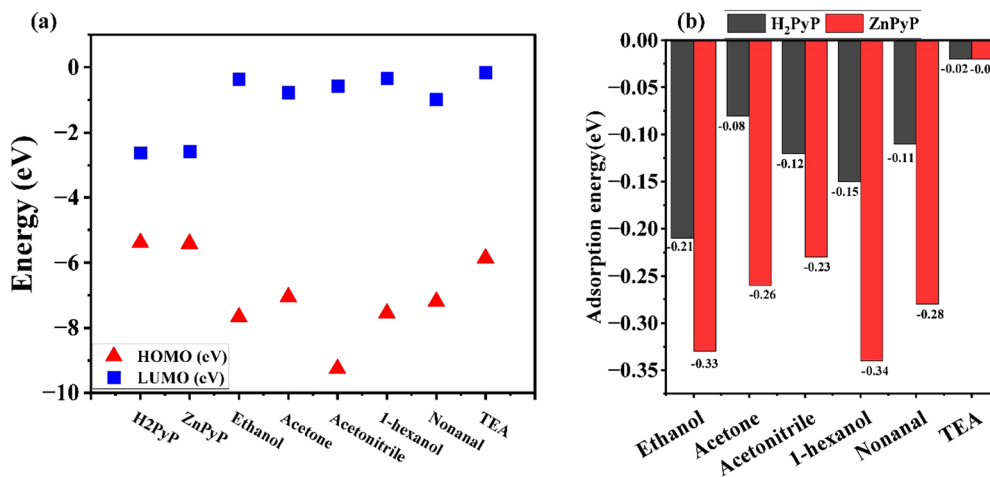 (a)
Energy (eV)
0
−2
−4
−6
−8
−10
HOMO (eV)
LUMO (eV)
H2PyP
ZnPyP
Ethanol
Acetone
Acetonitrile
1-hexanol
Nonanal
TEA
(b)
H₂PyP ZnPyP
Adsorption energy(eV)
0.00
−0.05
−0.10
−0.15
−0.20
−0.25
−0.30
−0.35
-0.21
-0.33
-0.08
-0.26
-0.12
-0.23
-0.15
-0.34
-0.11
-0.28
-0.02
-0.0
Ethanol
Acetone
Acetonitrile
1-hexanol
Nonanal
TEA